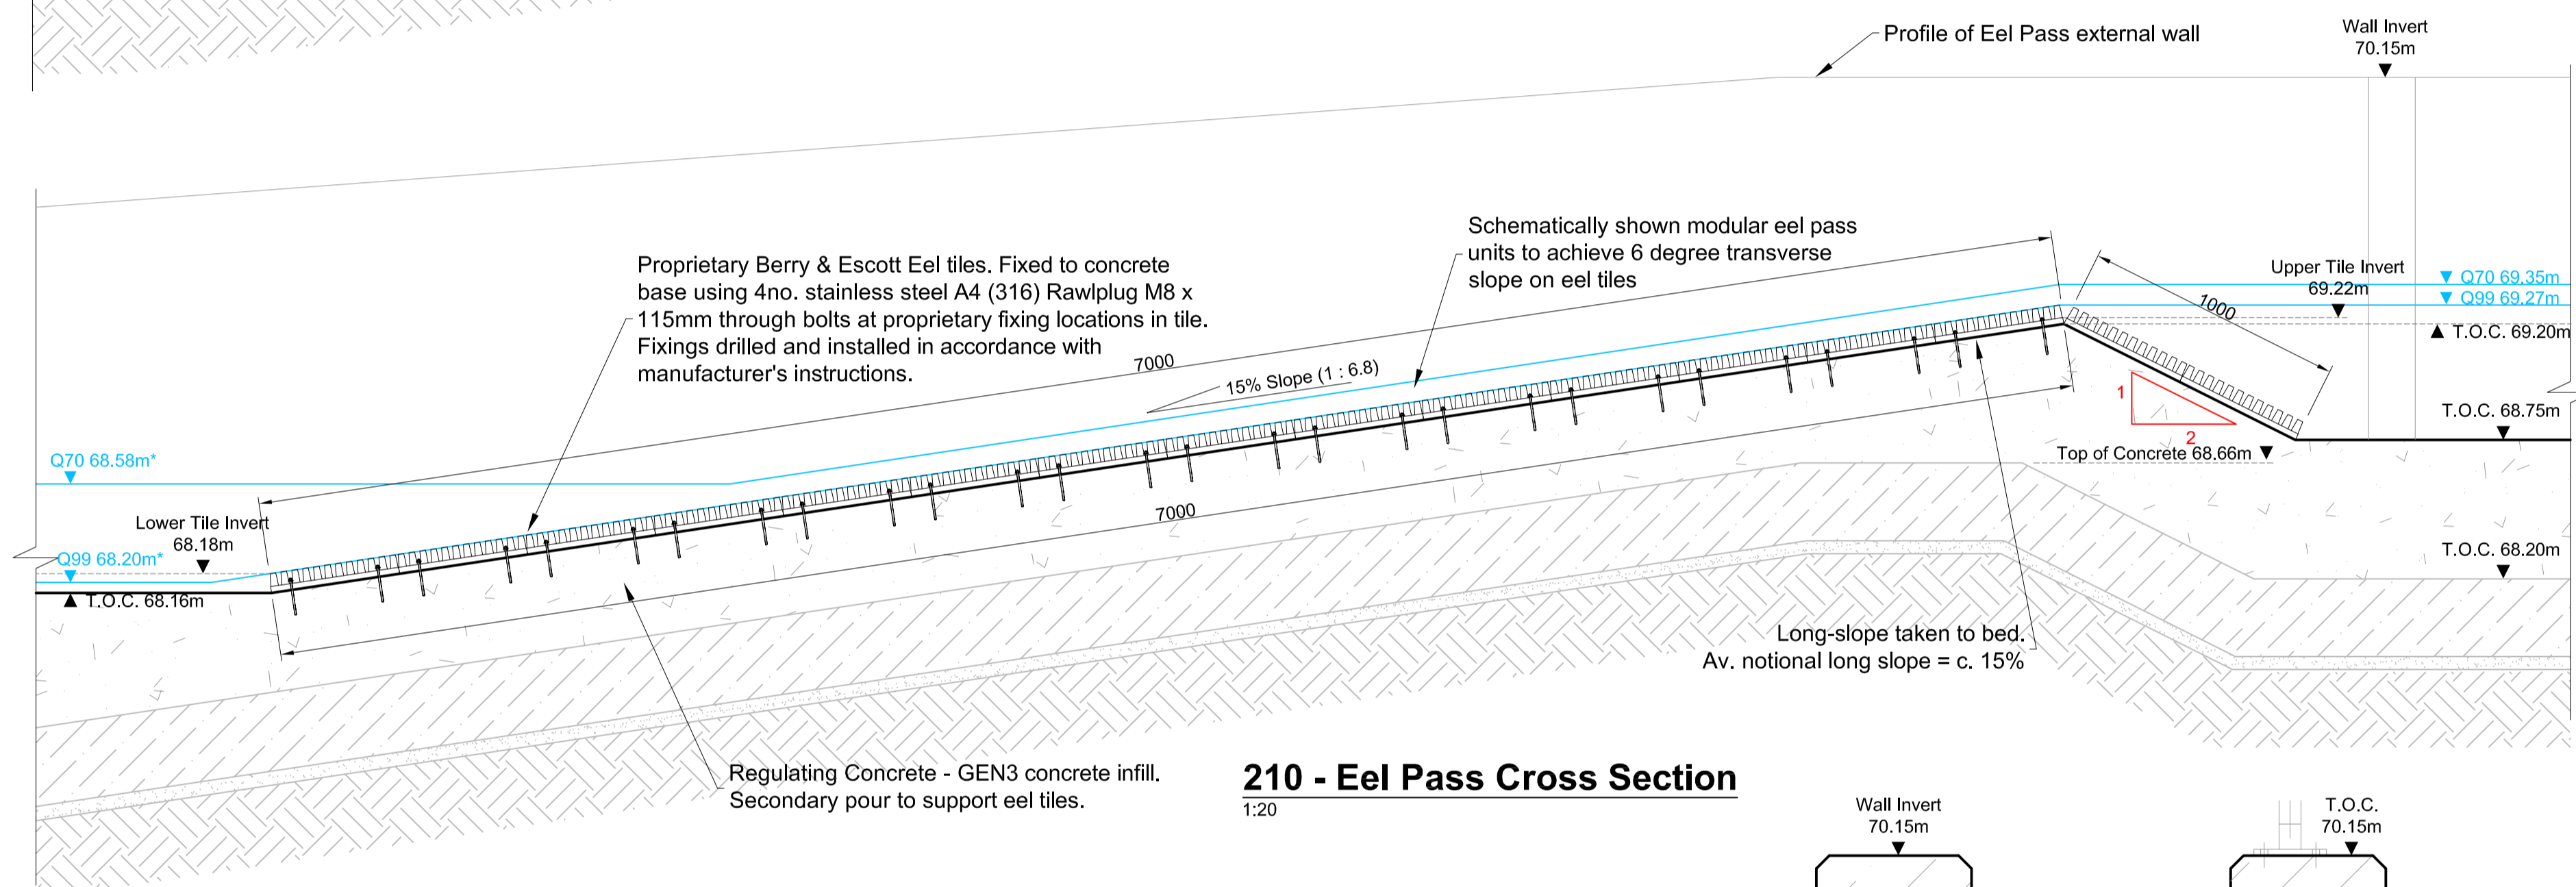 Profile of Eel Pass external wall
Wall Invert
70.15m
Schematically shown modular eel pass
units to achieve 6 degree transverse
slope on eel tiles
Proprietary Berry & Escott Eel tiles. Fixed to concrete
base using 4no. stainless steel A4 (316) Rawlplug M8 x
115mm through bolts at proprietary fixing locations in tile.
Fixings drilled and installed in accordance with
manufacturer's instructions.
7000
15% Slope (1 : 6.8)
1000
Upper Tile Invert
69.22m
Q70 69.35m
Q99 69.27m
T.O.C. 69.20m
1
2
T.O.C. 68.75m
Top of Concrete 68.66m
Q70 68.58m*
Lower Tile Invert
68.18m
Q99 68.20m*
T.O.C. 68.16m
7000
T.O.C. 68.20m
Long-slope taken to bed.
Av. notional long slope = c. 15%
Regulating Concrete - GEN3 concrete infill.
Secondary pour to support eel tiles.
210 - Eel Pass Cross Section
1:20
Wall Invert
70.15m
T.O.C.
70.15m